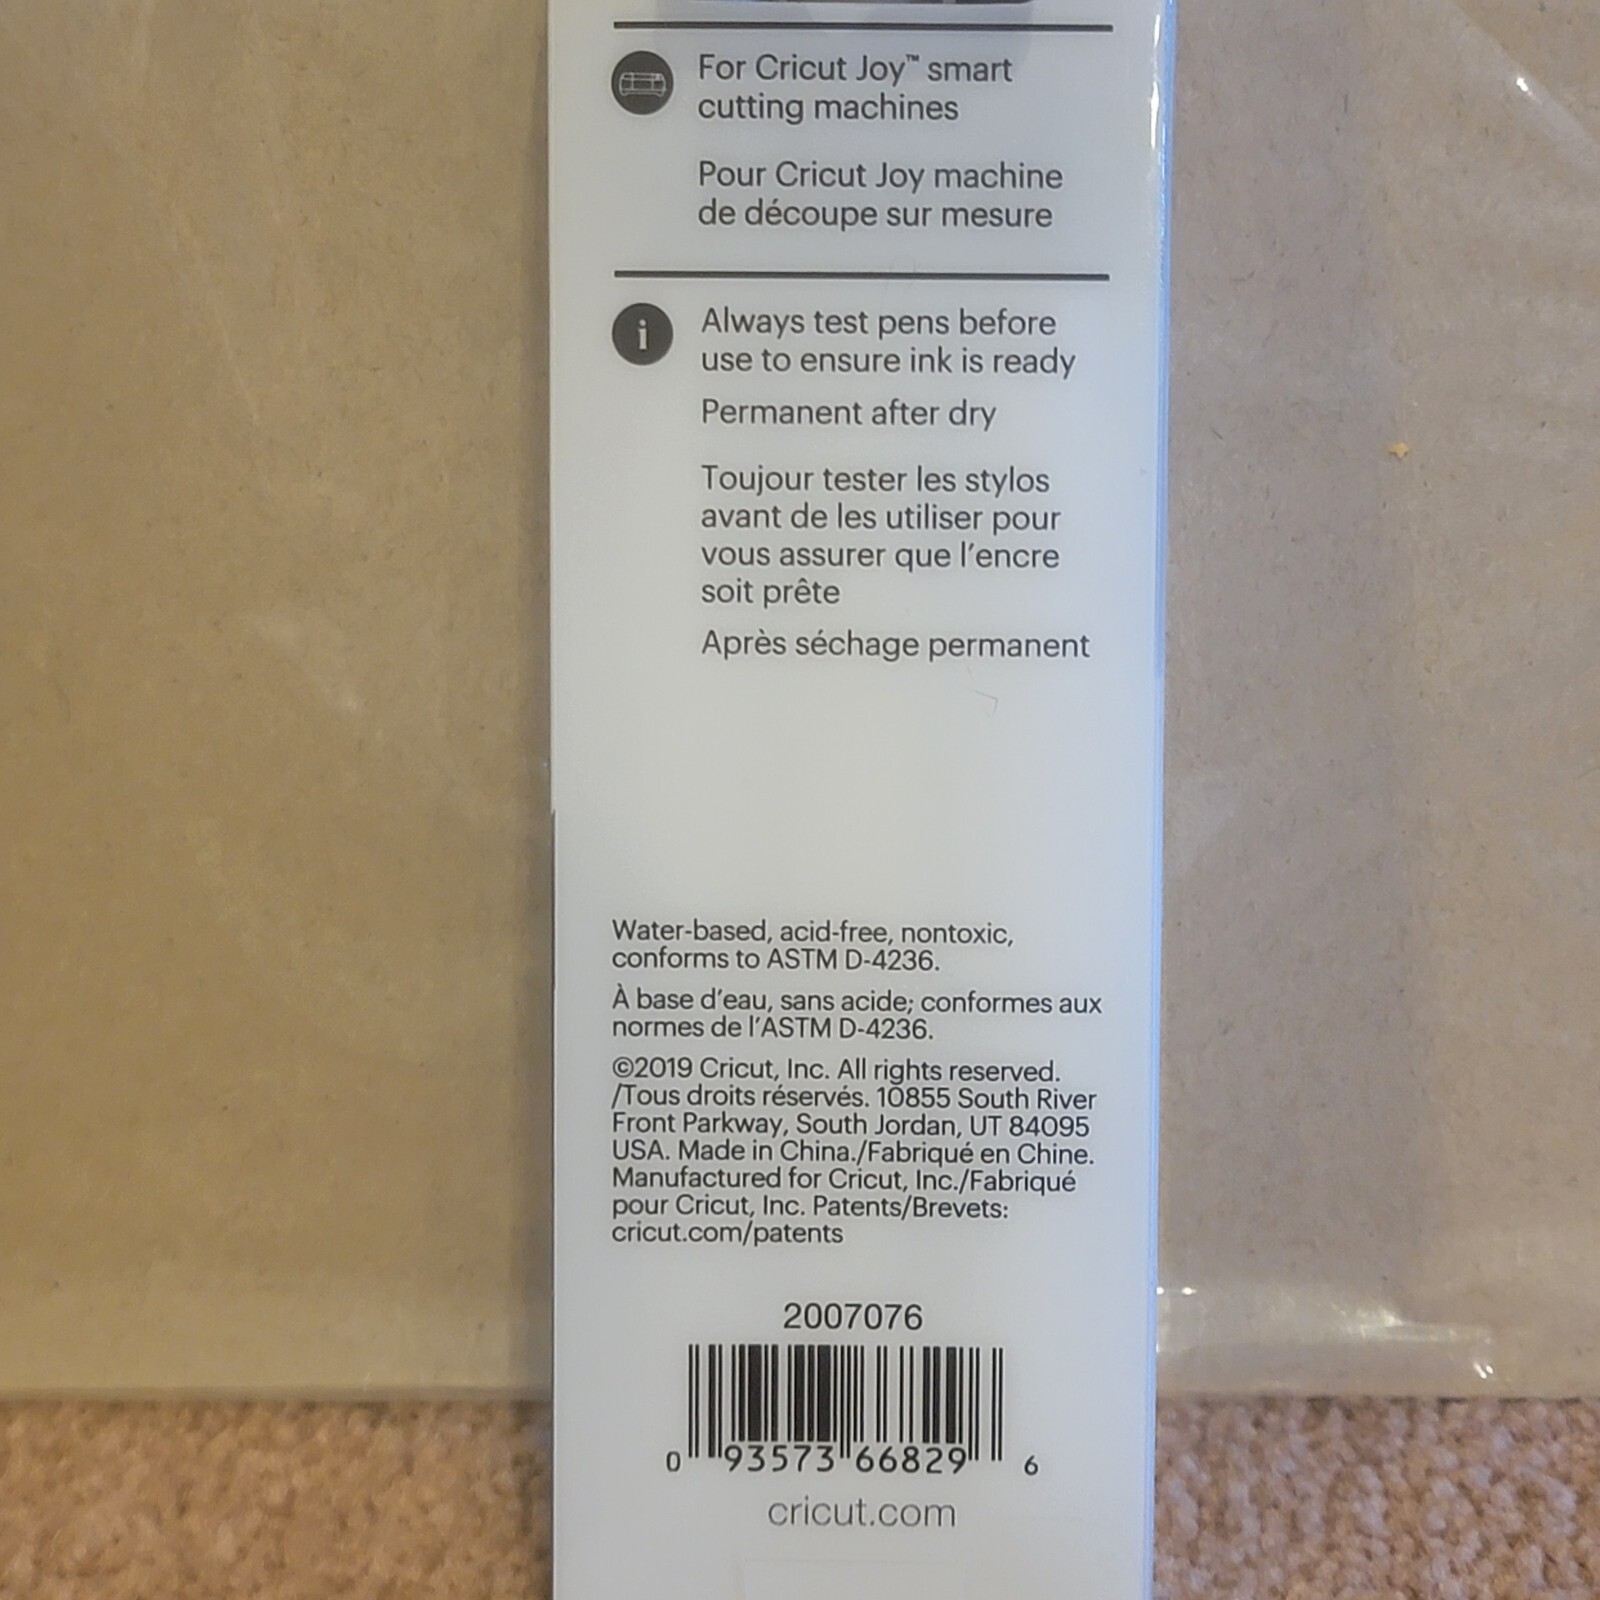 For Cricut Joy™ smart
cutting machines
Pour Cricut Joy machine
de découpe sur mesure
i
Always test pens before
use to ensure ink is ready
Permanent after dry
Toujour tester les stylos
avant de les utiliser pour
vous assurer que l'encre
soit prête
Après séchage permanent
Water-based, acid-free, nontoxic,
conforms to ASTM D-4236.
À base d'eau, sans acide; conformes aux
normes de l'ASTM D-4236.
©2019 Cricut, Inc. All rights reserved.
/Tous droits réservés. 10855 South River
Front Parkway, South Jordan, UT 84095
USA. Made in China./Fabriqué en Chine.
Manufactured for Cricut, Inc./Fabriqué
pour Cricut, Inc. Patents/Brevets:
cricut.com/patents
2007076
0 93573 66829 6
cricut.com